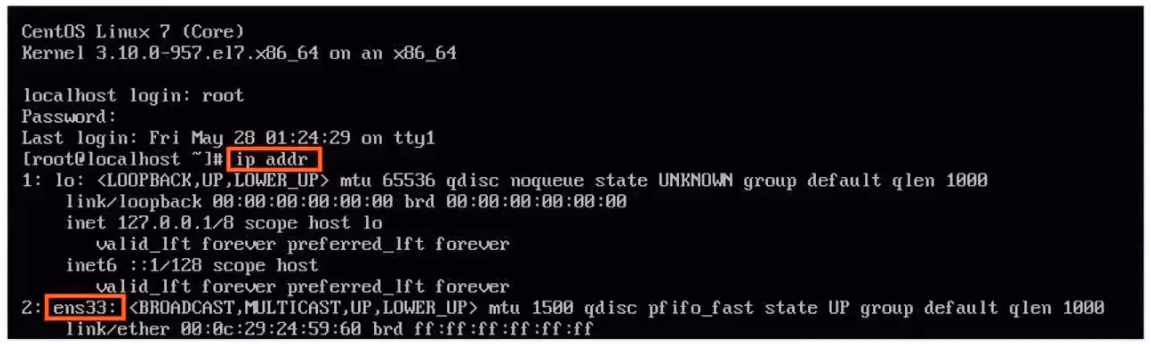 CentOS Linux 7 (Core)
Kernel 3.10.0-957.el7.x86_64 on an x86_64
localhost login: root
Password:
Last login: Fri May 28 01:24:29 on tty1
[root@localhost ~]# ip addr
1: lo: <LOOPBACK,UP,LOWER_UP> mtu 65536 qdisc noqueue state UNKNOWN group default qlen 1000
link/loopback 00:00:00:00:00:00 brd 00:00:00:00:00:00
inet 127.0.0.1/8 scope host lo
valid_lft forever preferred_lft forever
inet6 ::1/128 scope host
valid_lft forever preferred_lft forever
2: ens33: <BROADCAST,MULTICAST,UP,LOWER_UP> mtu 1500 qdisc pfifo_fast state UP group default qlen 1000
link/ether 00:0c:29:24:59:60 brd ff:ff:ff:ff:ff:ff